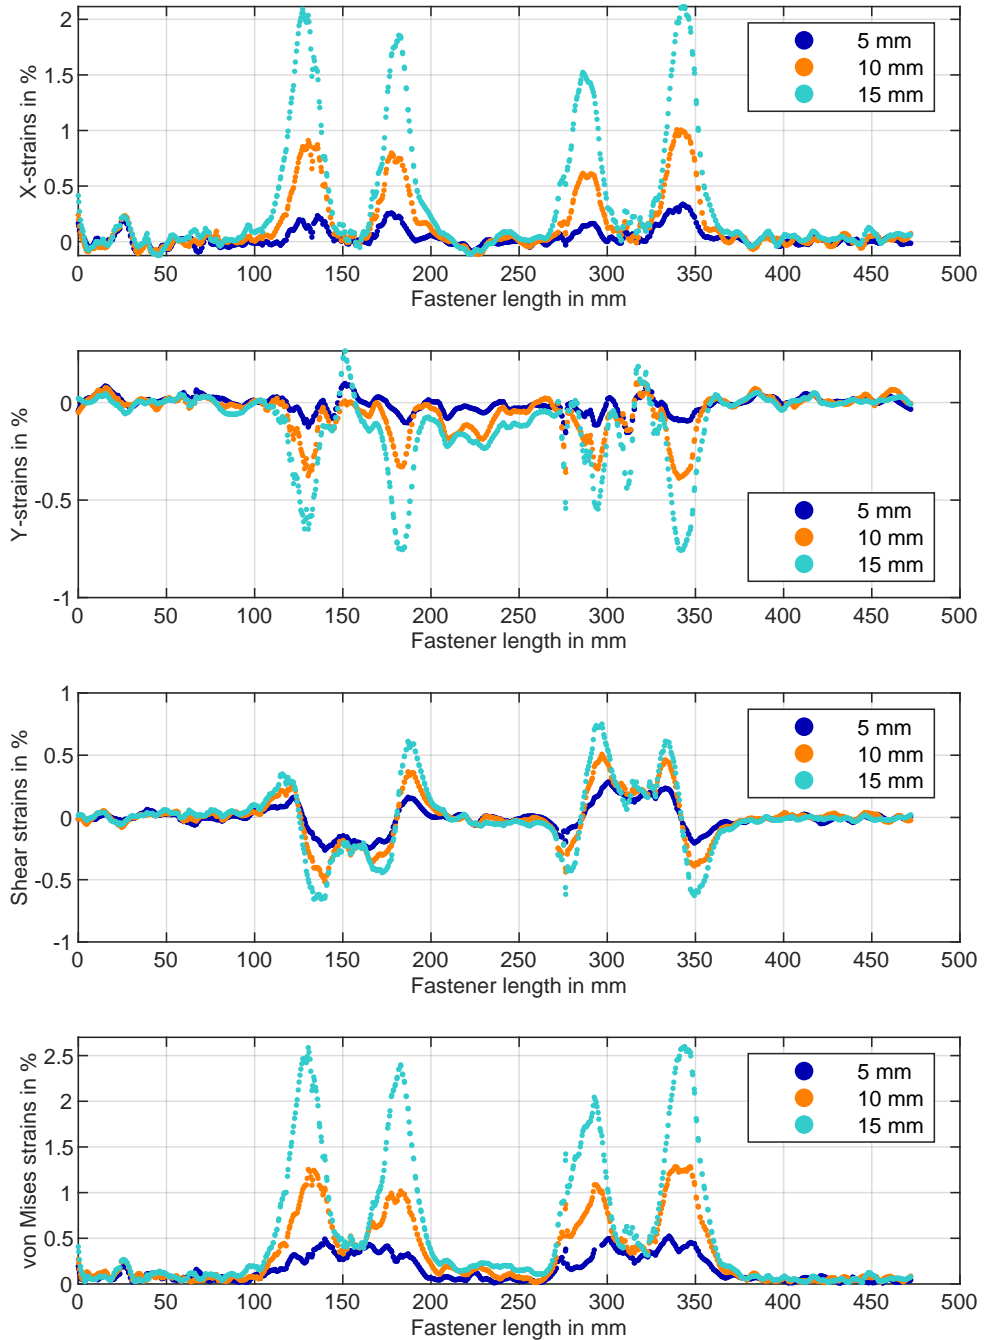 X-strains in %
2
1.5
1
0.5
0
0 50 100 150 200 250 300 350 400 450 500
Fastener length in mm
5 mm
10 mm
15 mm
Y-strains in %
0
-0.5
-1
0 50 100 150 200 250 300 350 400 450 500
Fastener length in mm
5 mm
10 mm
15 mm
Shear strains in %
1
0.5
0
-0.5
-1
0 50 100 150 200 250 300 350 400 450 500
Fastener length in mm
5 mm
10 mm
15 mm
von Mises strains in %
2.5
2
1.5
1
0.5
0
0 50 100 150 200 250 300 350 400 450 500
Fastener length in mm
5 mm
10 mm
15 mm